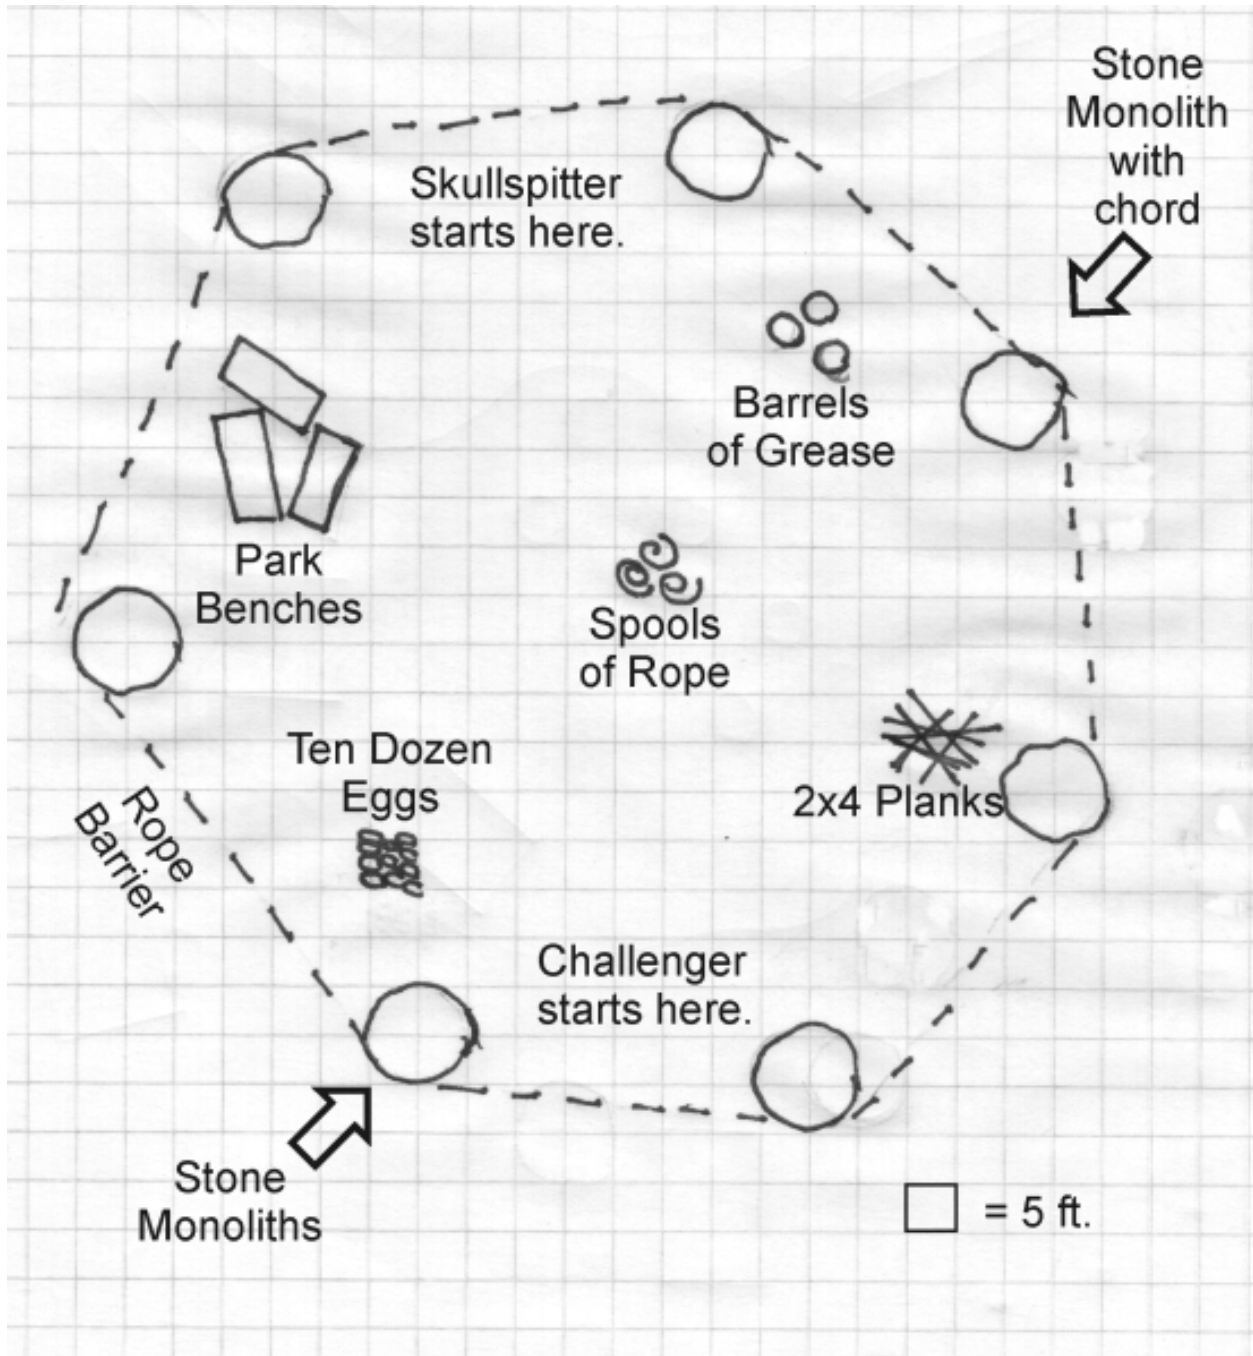 Stone
Monolith
with
chord
Skullspitter
starts here.
Barrels
of Grease
Park
Benches
Spools
of Rope
Ten Dozen
Eggs
2x4 Planks
Rope
Barrier
Challenger
starts here.
Stone
Monoliths
= 5 ft.